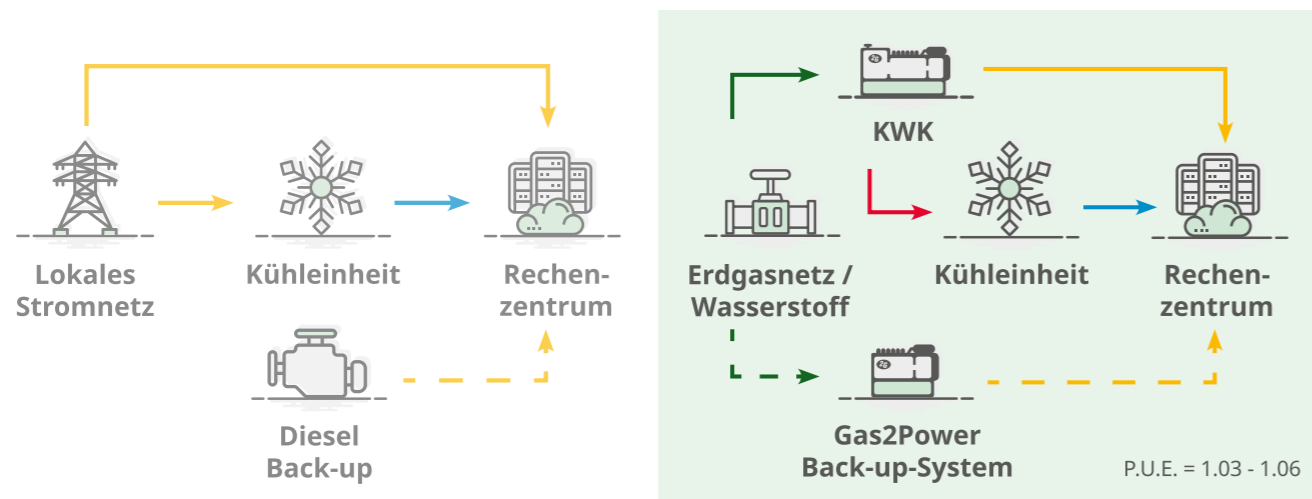 Lokales
Stromnetz
Kühleinheit
Rechen-
zentrum
Diesel
Back-up
KWK
Erdgasnetz /
Wasserstoff
Kühleinheit
Rechen-
zentrum
Gas2Power
Back-up-System
P.U.E. = 1.03 - 1.06